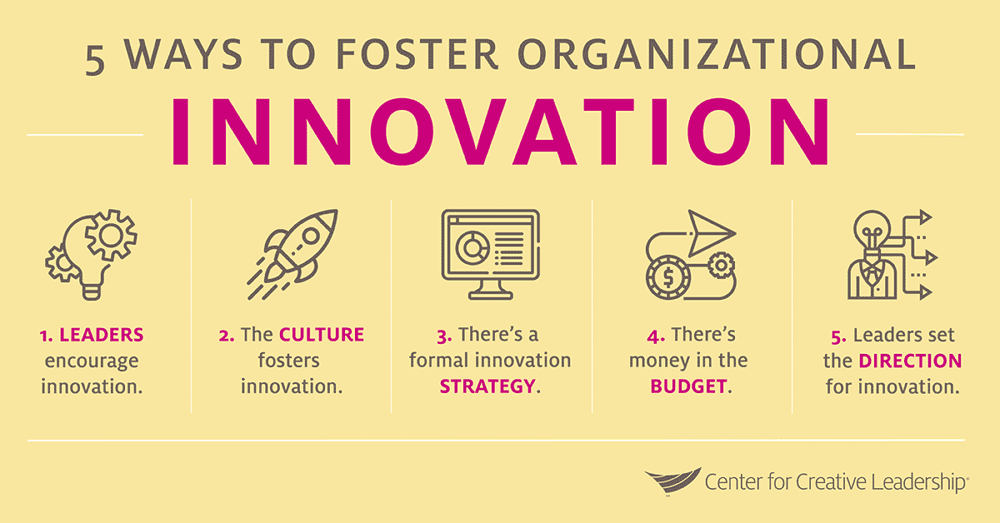 5 WAYS TO FOSTER ORGANIZATIONAL
INNOVATION
1. LEADERS
encourage
innovation.
2. The CULTURE
fosters
innovation.
3. There's a
formal innovation
STRATEGY.
4. There's
money in the
BUDGET.
5. Leaders set
the DIRECTION
for innovation.
Center for Creative Leadership®